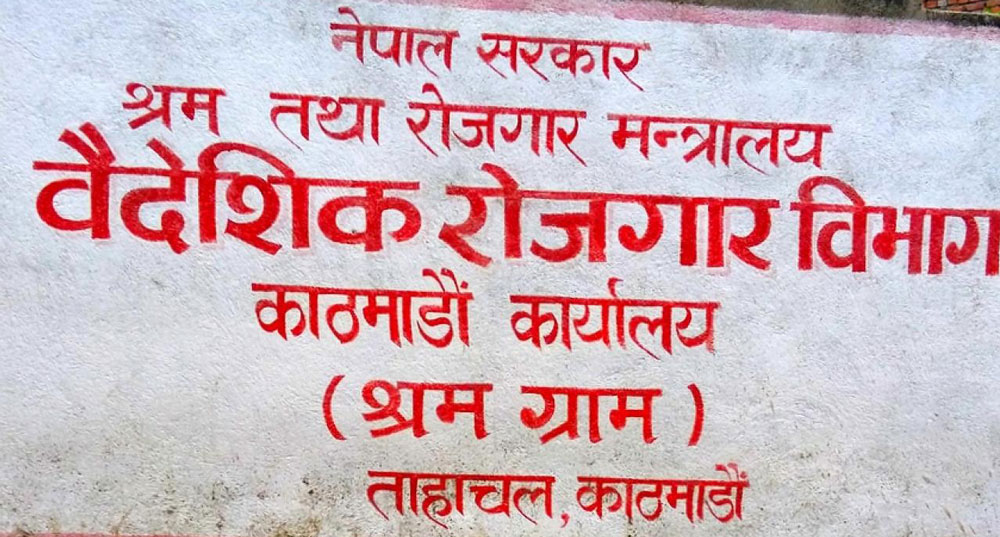 नेपाल सरकार
श्रम तथा रोजगार मन्त्रालय
वैदेशिक रोजगार विभाग
काठमाडौं कार्यालय
(श्रम ग्राम)
ताहाचल, काठमाडौं